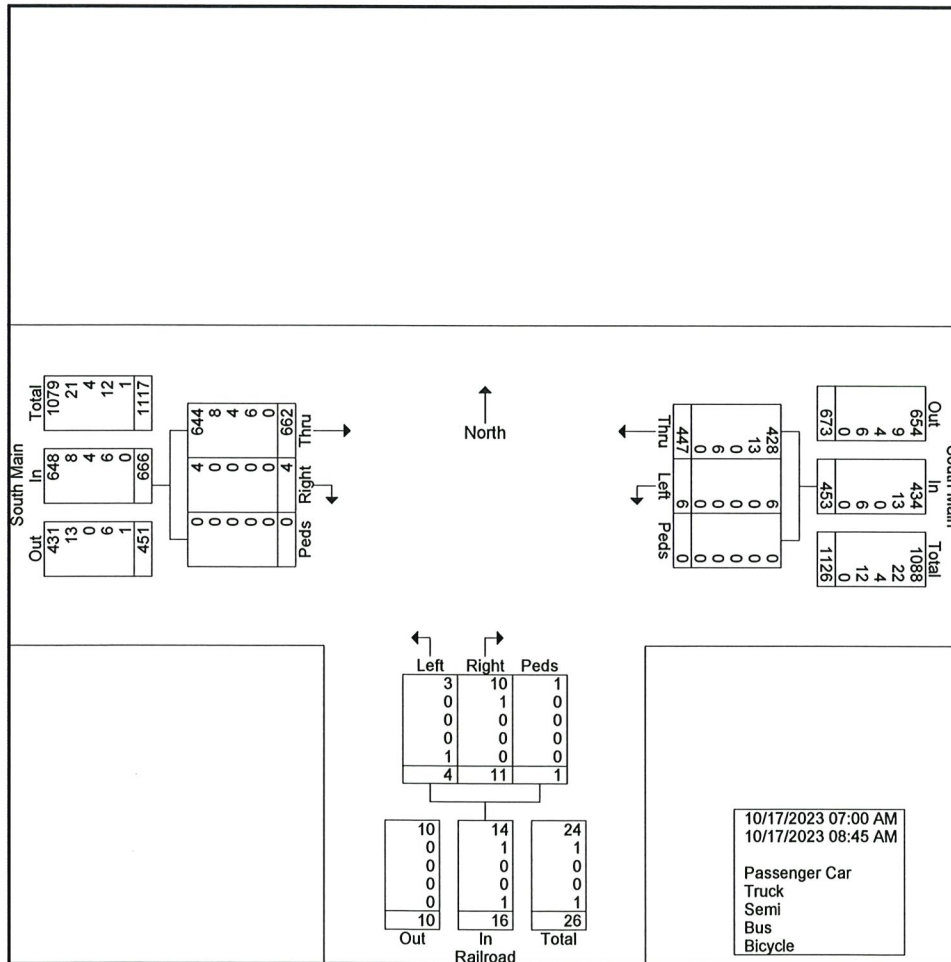 South Main
Total
1079
21
4
12
1
1117
In
648
8
4
6
0
666
Out
431
13
0
6
1
451
Thru
644
8
4
6
0
662
Right
4
0
0
0
0
4
Peds
0
0
0
0
0
0
North
Thru
428
13
0
6
0
447
Left
6
0
0
0
0
6
Peds
0
0
0
0
0
0
South Main
Out
654
9
4
6
0
673
In
434
13
0
6
0
453
Total
1088
22
4
12
0
1126
Left Right Peds
3 10 1
0 1 0
0 0 0
0 0 0
1 0 0
4 11 1
10 14 24
0 1 1
0 0 0
0 0 0
0 1 1
10 16 26
Out In Total
Railroad
10/17/2023 07:00 AM
10/17/2023 08:45 AM
Passenger Car
Truck
Semi
Bus
Bicycle